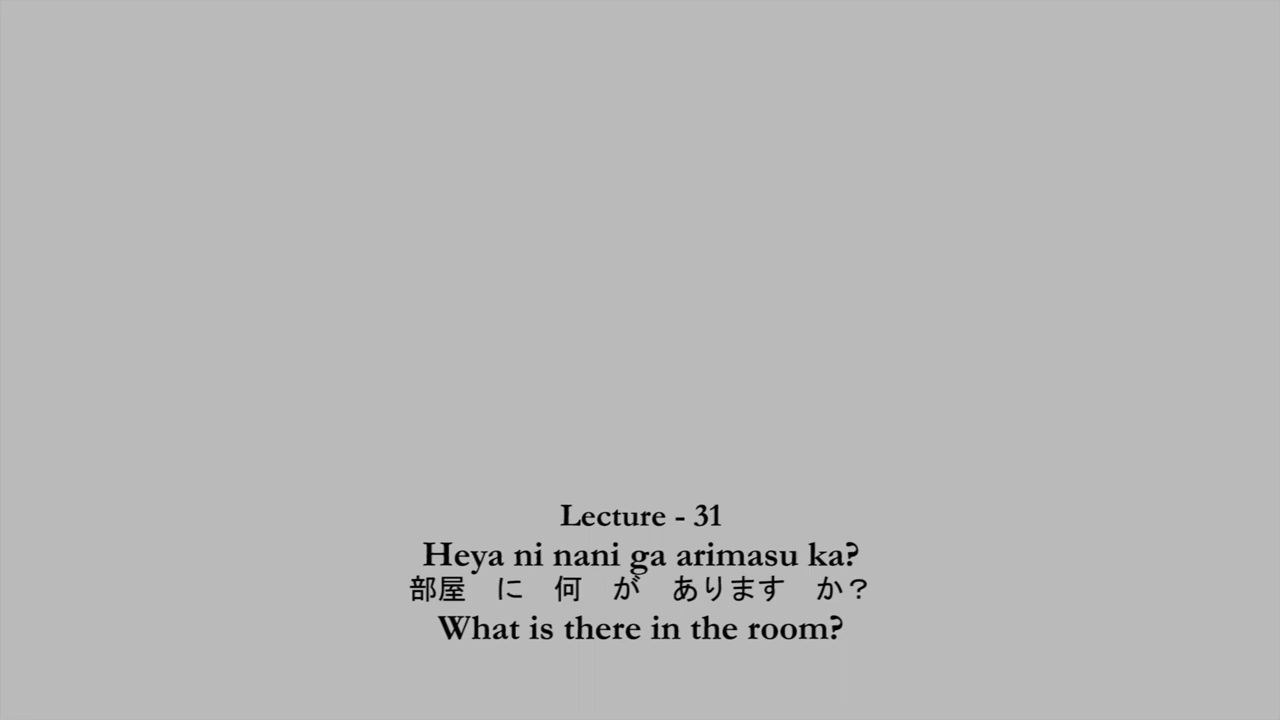 Lecture - 31
Heya ni nani ga arimasu ka?
部屋　に　何　が　あります　か？
What is there in the room?